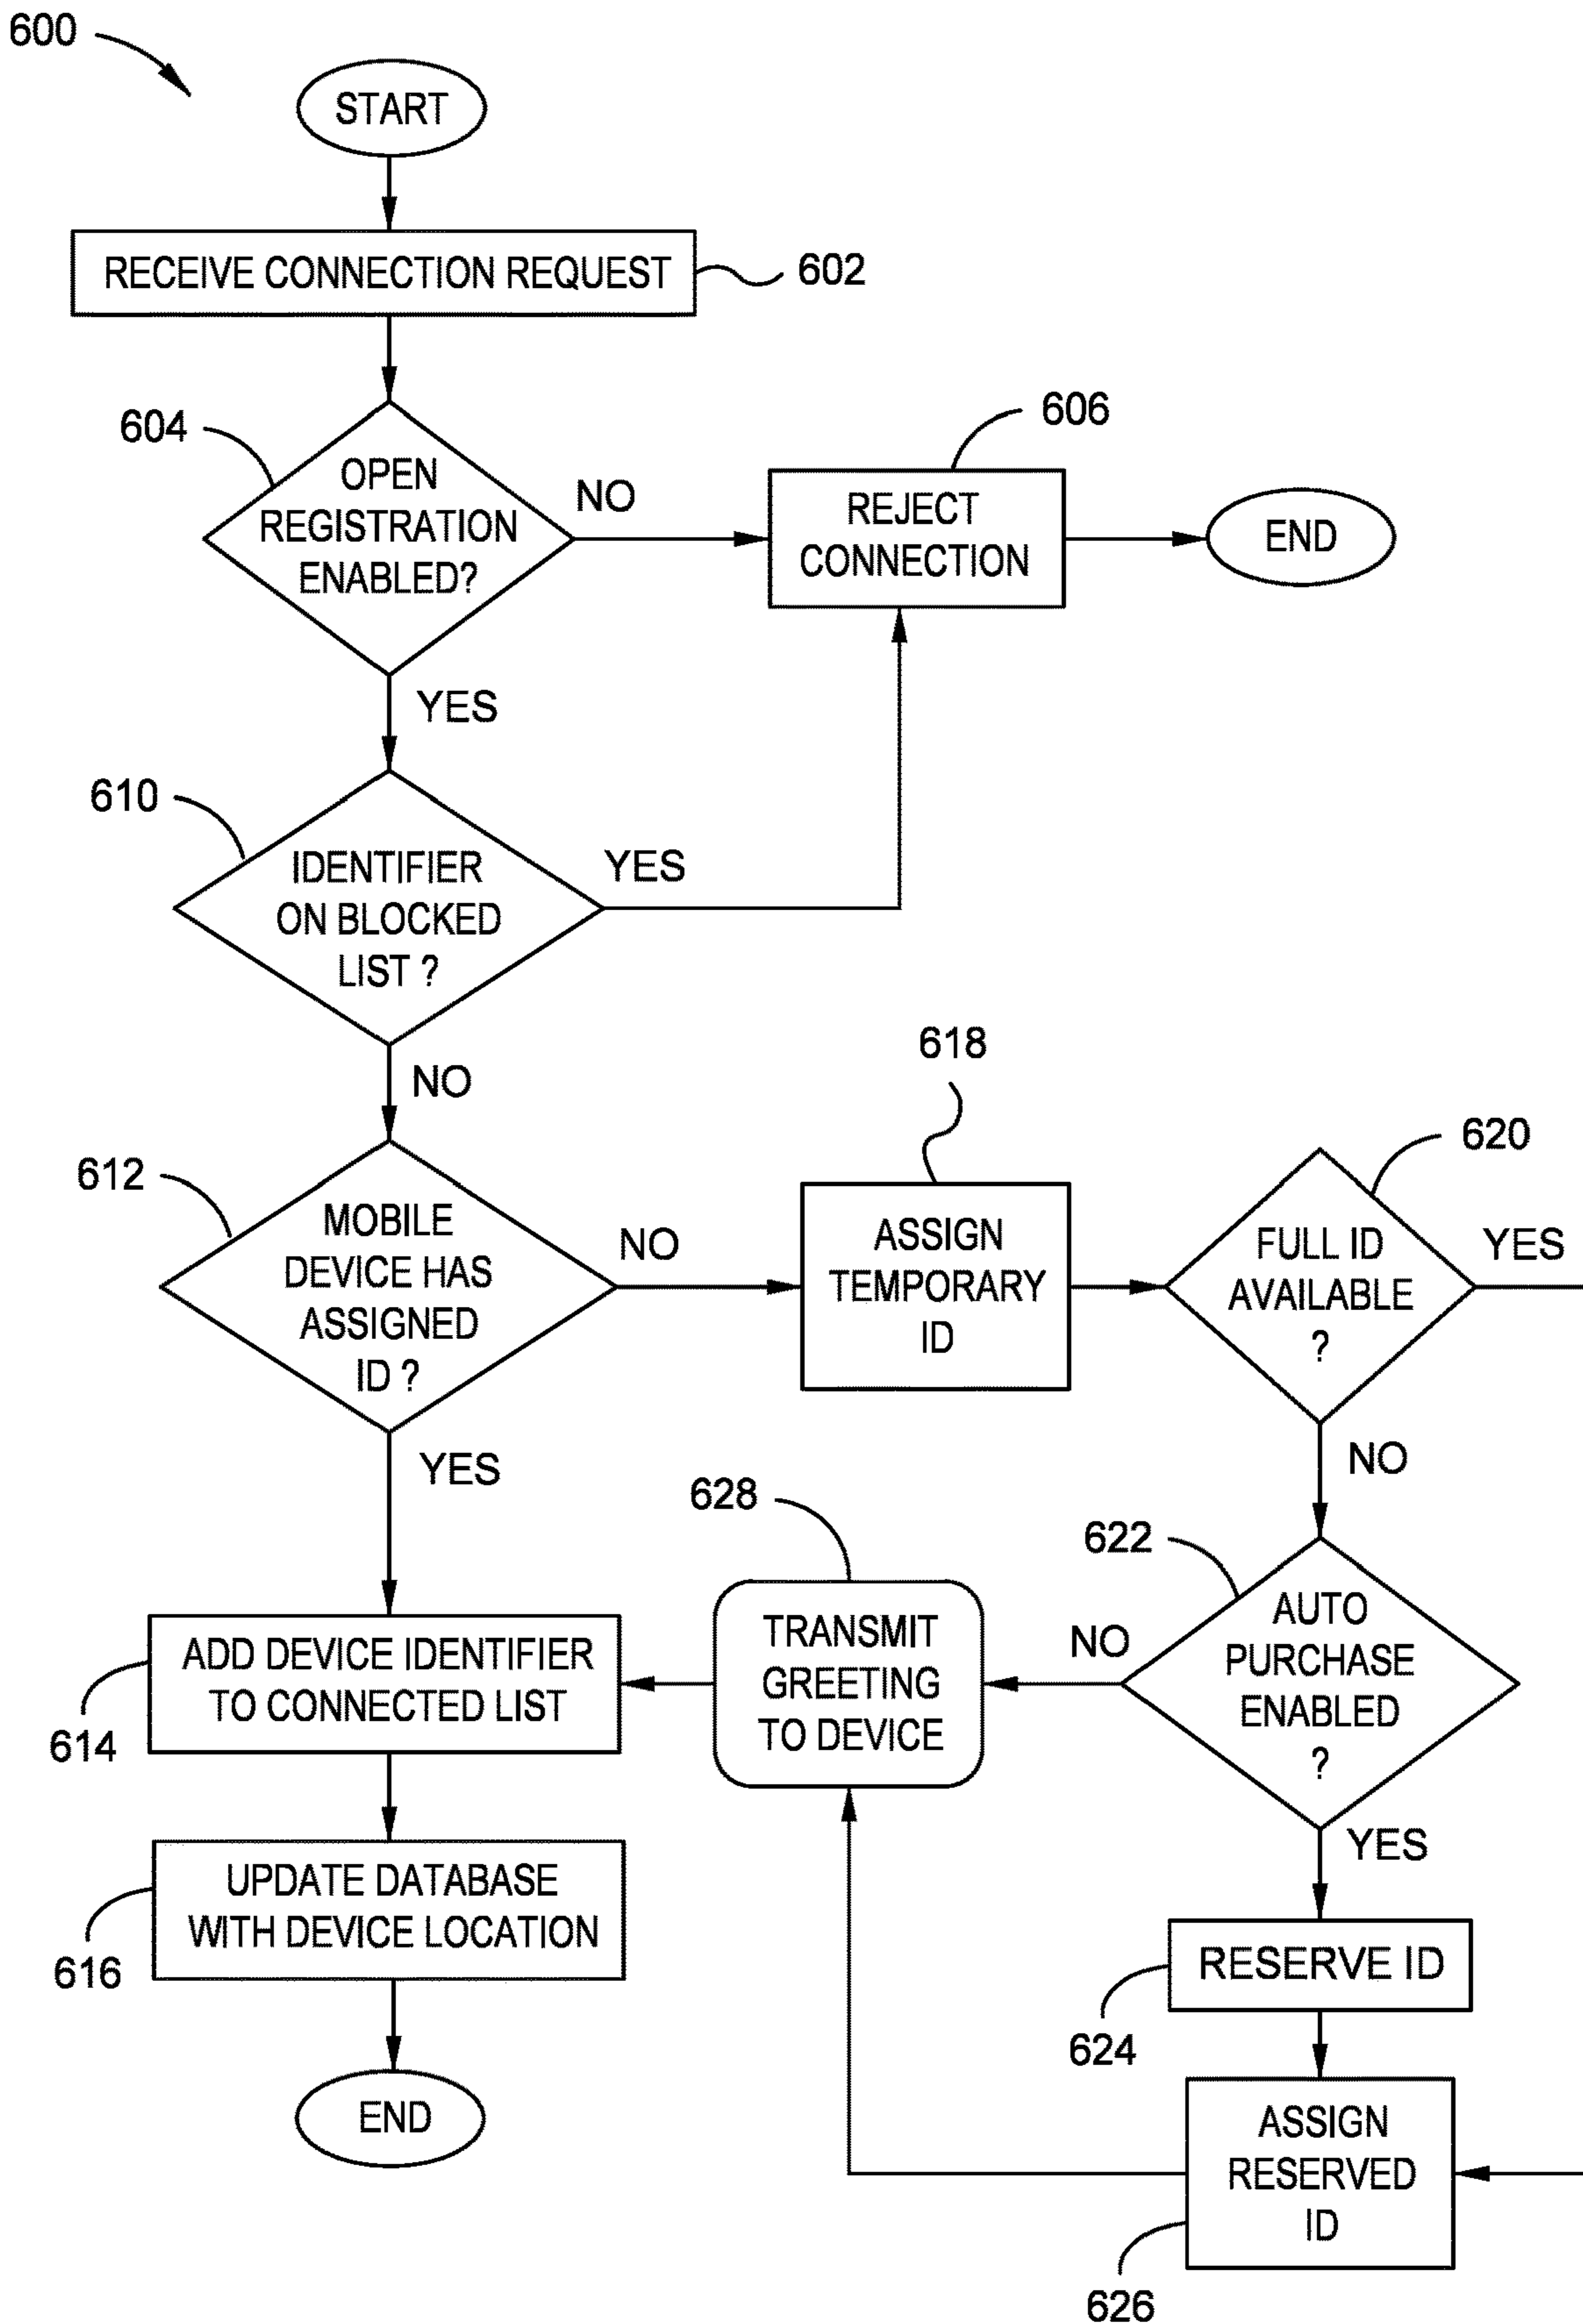 600
START
RECEIVE CONNECTION REQUEST
602
604
OPEN
REGISTRATION
ENABLED?
NO
606
REJECT
CONNECTION
END
YES
610
IDENTIFIER
ON BLOCKED
LIST ?
YES
NO
612
MOBILE
DEVICE HAS
ASSIGNED
ID ?
NO
618
ASSIGN
TEMPORARY
ID
620
FULL ID
AVAILABLE
?
YES
NO
YES
628
TRANSMIT
GREETING
TO DEVICE
622
AUTO
PURCHASE
ENABLED
?
NO
YES
ADD DEVICE IDENTIFIER
TO CONNECTED LIST
614
UPDATE DATABASE
WITH DEVICE LOCATION
616
END
RESERVE ID
624
ASSIGN
RESERVED
ID
626